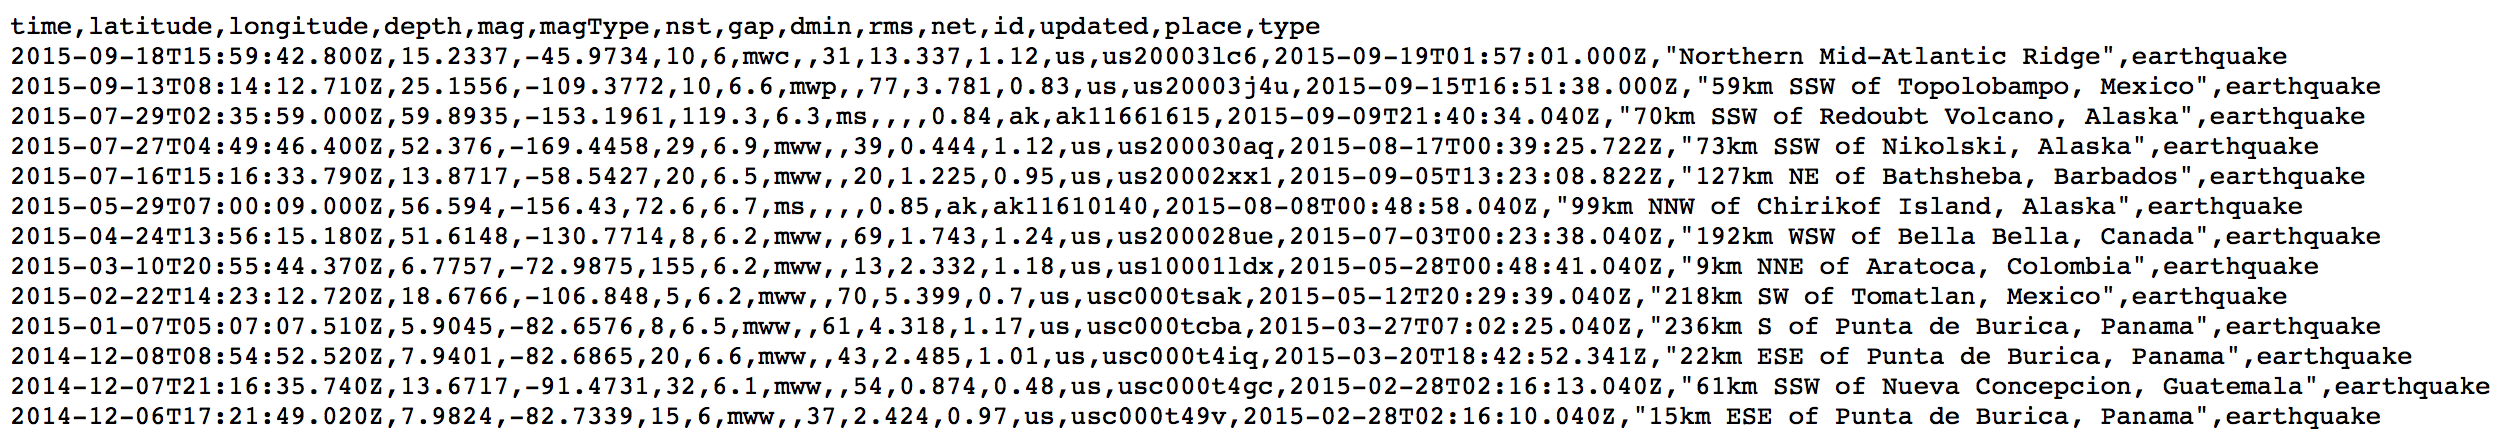 time,latitude,longitude,depth,mag,magType,nst,gap,dmin,rms,net,id,updated,place,type
2015-09-18T15:59:42.800Z,15.2337,-45.9734,10,6,mwc,,31,13.337,1.12,us,us20003lc6,2015-09-19T01:57:01.000Z,"Northern Mid-Atlantic Ridge",earthquake
2015-09-13T08:14:12.710Z,25.1556,-109.3772,10,6.6,mwp,,77,3.781,0.83,us,us20003j4u,2015-09-15T16:51:38.000Z,"59km SSW of Topolobampo, Mexico",earthquake
2015-07-29T02:35:59.000Z,59.8935,-153.1961,119.3,6.3,ms,,,,0.84,ak,ak11661615,2015-09-09T21:40:34.040Z,"70km SSW of Redoubt Volcano, Alaska",earthquake
2015-07-27T04:49:46.400Z,52.376,-169.4458,29,6.9,mww,,39,0.444,1.12,us,us200030aq,2015-08-17T00:39:25.722Z,"73km SSW of Nikolski, Alaska",earthquake
2015-07-16T15:16:33.790Z,13.8717,-58.5427,20,6.5,mww,,20,1.225,0.95,us,us20002xx1,2015-09-05T13:23:08.822Z,"127km NE of Bathsheba, Barbados",earthquake
2015-05-29T07:00:09.000Z,56.594,-156.43,72.6,6.7,ms,,,,0.85,ak,ak11610140,2015-08-08T00:48:58.040Z,"99km NNW of Chirikof Island, Alaska",earthquake
2015-04-24T13:56:15.180Z,51.6148,-130.7714,8,6.2,mww,,69,1.743,1.24,us,us200028ue,2015-07-03T00:23:38.040Z,"192km WSW of Bella Bella, Canada",earthquake
2015-03-10T20:55:44.370Z,6.7757,-72.9875,155,6.2,mww,,13,2.332,1.18,us,us10001ldx,2015-05-28T00:48:41.040Z,"9km NNE of Aratoca, Colombia",earthquake
2015-02-22T14:23:12.720Z,18.6766,-106.848,5,6.2,mww,,70,5.399,0.7,us,usc000tsak,2015-05-12T20:29:39.040Z,"218km SW of Tomatlan, Mexico",earthquake
2015-01-07T05:07:07.510Z,5.9045,-82.6576,8,6.5,mww,,61,4.318,1.17,us,usc000tcba,2015-03-27T07:02:25.040Z,"236km S of Punta de Burica, Panama",earthquake
2014-12-08T08:54:52.520Z,7.9401,-82.6865,20,6.6,mww,,43,2.485,1.01,us,usc000t4iq,2015-03-20T18:42:52.341Z,"22km ESE of Punta de Burica, Panama",earthquake
2014-12-07T21:16:35.740Z,13.6717,-91.4731,32,6.1,mww,,54,0.874,0.48,us,usc000t4gc,2015-02-28T02:16:13.040Z,"61km SSW of Nueva Concepcion, Guatemala",earthquake
2014-12-06T17:21:49.020Z,7.9824,-82.7339,15,6,mww,,37,2.424,0.97,us,usc000t49v,2015-02-28T02:16:10.040Z,"15km ESE of Punta de Burica, Panama",earthquake